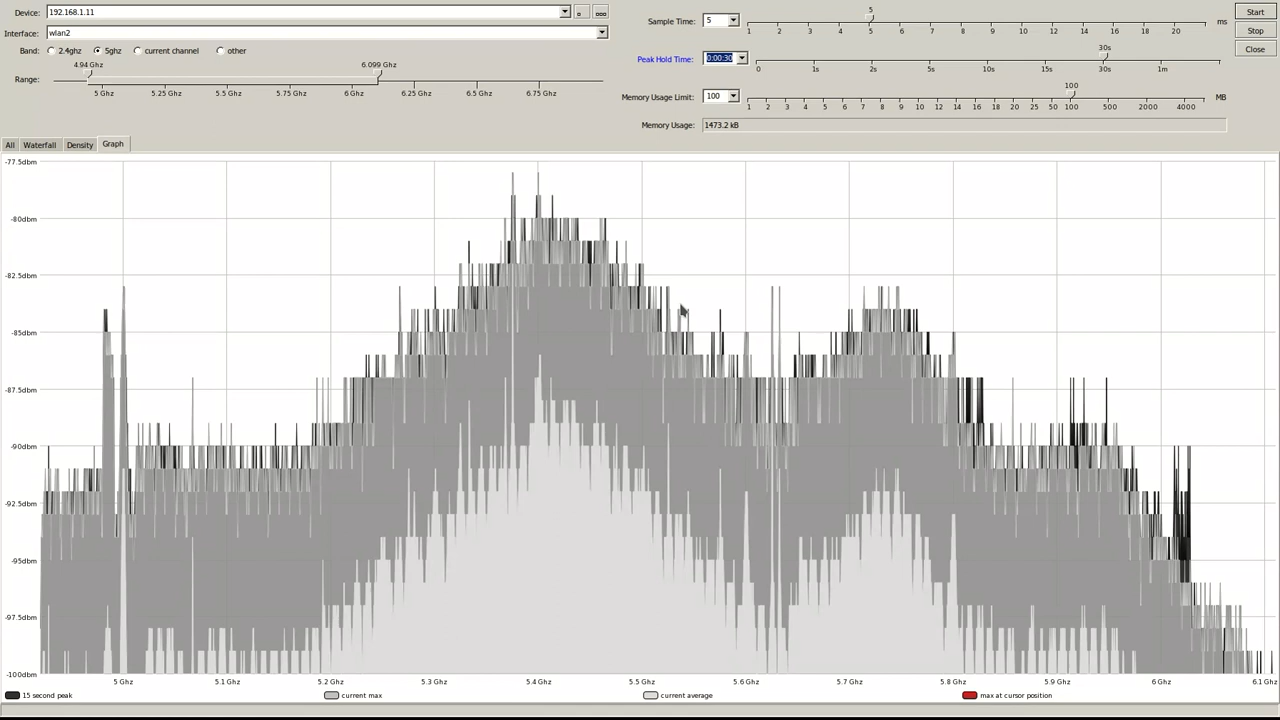 Device: 192.168.1.11
Interface: wlan2
Band: 2.4ghz 5ghz current channel other
4.94 Ghz 6.099 Ghz
Range:
5 Ghz 5.25 Ghz 5.5 Ghz 5.75 Ghz 6 Ghz 6.25 Ghz 6.5 Ghz 6.75 Ghz
5
Sample Time: 5 ms
1 2 3 4 5 6 7 8 9 10 12 14 16 18 20
30s
Peak Hold Time: 0:00:30
0 1s 2s 5s 10s 15s 30s 1m
100
Memory Usage Limit: 100 MB
1 2 3 4 5 6 7 8 9 10 12 14 16 18 20 25 50 100 500 2000 4000
Memory Usage: 1473.2 kB
Start
Stop
Close
All Waterfall Density Graph
-77.5dbm
-80dbm
-82.5dbm
-85dbm
-87.5dbm
-90dbm
-92.5dbm
-95dbm
-97.5dbm
-100dbm
5 Ghz 5.1 Ghz 5.2 Ghz 5.3 Ghz 5.4 Ghz 5.5 Ghz 5.6 Ghz 5.7 Ghz 5.8 Ghz 5.9 Ghz 6 Ghz 6.1 Ghz
15 second peak current max current average max at cursor position